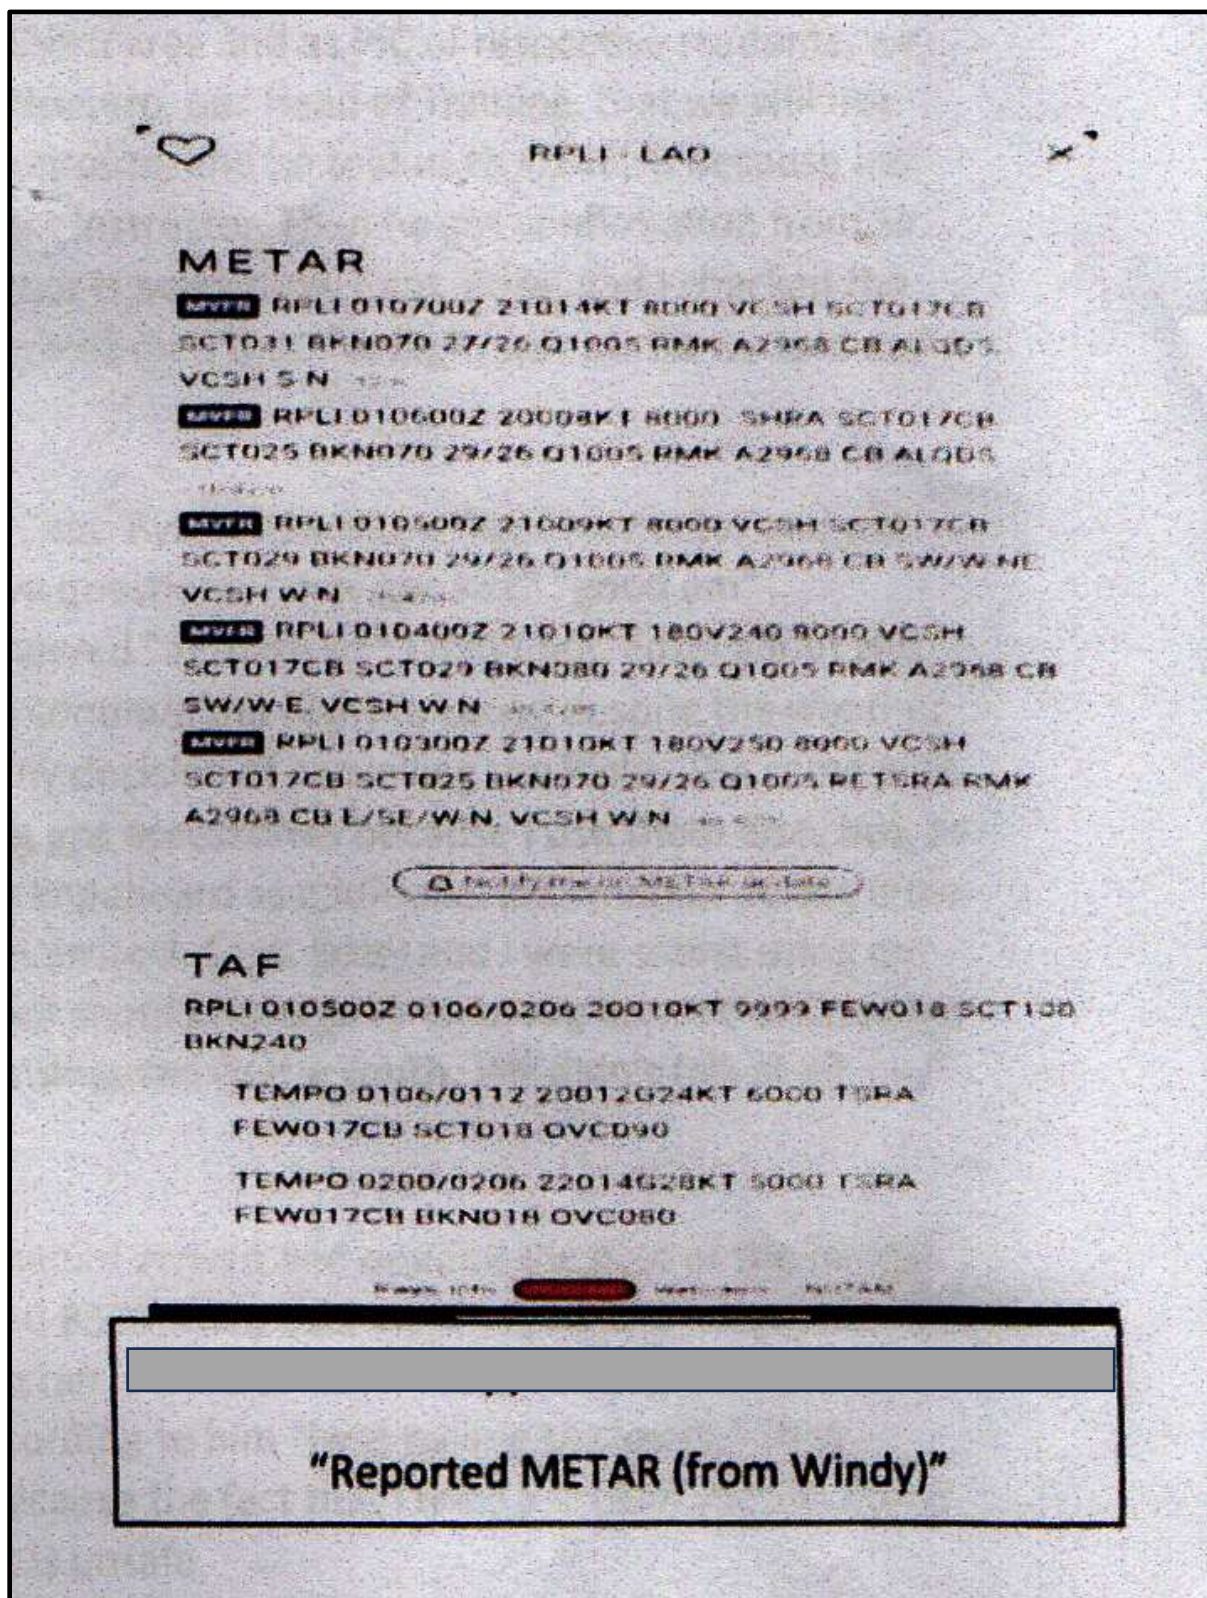 RPLI - LAO
METAR
MVFR RPLI 010700Z 21014KT 8000 VCSH SCT017CB
SCT031 BKN070 27/26 Q1005 RMK A2968 CB ALQDS,
VCSH S N
MVFR RPLI 010600Z 20008KT 8000 -SHRA SCT017CB
SCT025 BKN070 29/26 Q1005 RMK A2968 CB ALQDS
MVFR RPLI 010500Z 21009KT 8000 VCSH SCT017CB
SCT029 BKN070 29/26 Q1005 RMK A2968 CB SW/W-NE,
VCSH W-N
MVFR RPLI 010400Z 21010KT 180V240 8000 VCSH
SCT017CB SCT029 BKN080 29/26 Q1005 RMK A2968 CB
SW/W-E, VCSH W-N
MVFR RPLI 010300Z 21010KT 180V250 8000 VCSH
SCT017CB SCT025 BKN070 29/26 Q1005 RETSRA RMK
A2968 CB E/SE/W-N, VCSH W-N
Notify me on METAR update
TAF
RPLI 010500Z 0106/0206 20010KT 9999 FEW018 SCT100
BKN240
TEMPO 0106/0112 20012G24KT 6000 TSRA
FEW017CB SCT018 OVC090
TEMPO 0200/0206 22014G28KT 5000 TSRA
FEW017CB BKN018 OVC080
"Reported METAR (from Windy)"